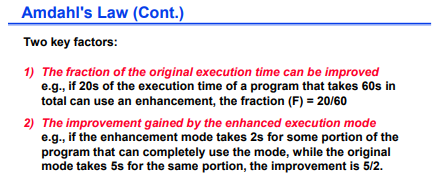 Amdahl's Law (Cont.)
Two key factors:
1) The fraction of the original execution time can be improved
e.g., if 20s of the execution time of a program that takes 60s in
total can use an enhancement, the fraction (F) = 20/60
2) The improvement gained by the enhanced execution mode
e.g., if the enhancement mode takes 2s for some portion of the
program that can completely use the mode, while the original
mode takes 5s for the same portion, the improvement is 5/2.